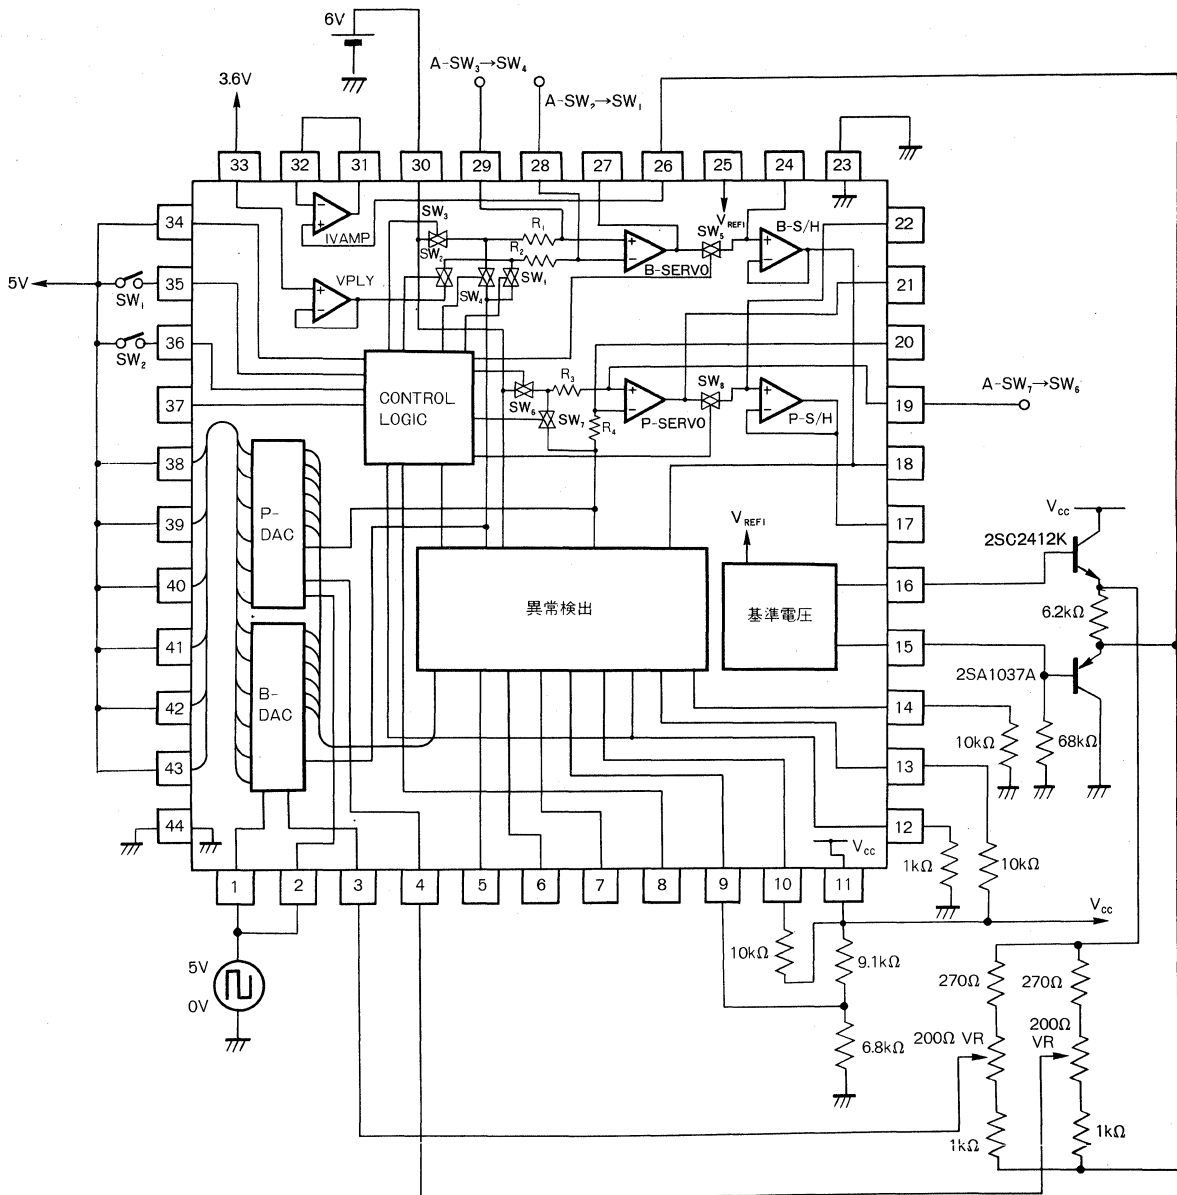 6V
3.6V
A-SW₃→SW₄
A-SW₂→SW₁
33
32
31
30
29
28
27
26
25
24
23
34
35
36
37
38
39
40
41
42
43
44
22
21
20
19
18
17
16
15
14
13
12
1
2
3
4
5
6
7
8
9
10
11
5V
SW₁
SW₂
IVAMP
VPLY
SW₃
SW₂
SW₄
SW₁
R₁
R₂
B-SERVO
V_REF1
SW₅
B-S/H
CONTROL
LOGIC
SW₆
SW₇
R₃
R₄
P-SERVO
SW₈
P-S/H
A-SW₇→SW₆
P-
DAC
B-
DAC
異常検出
V_REF1
基準電圧
V_CC
2SC2412K
6.2kΩ
2SA1037A
10kΩ
68kΩ
V_CC
1kΩ
10kΩ
V_CC
5V
0V
10kΩ
9.1kΩ
6.8kΩ
270Ω
270Ω
200Ω VR
200Ω
VR
1kΩ
1kΩ